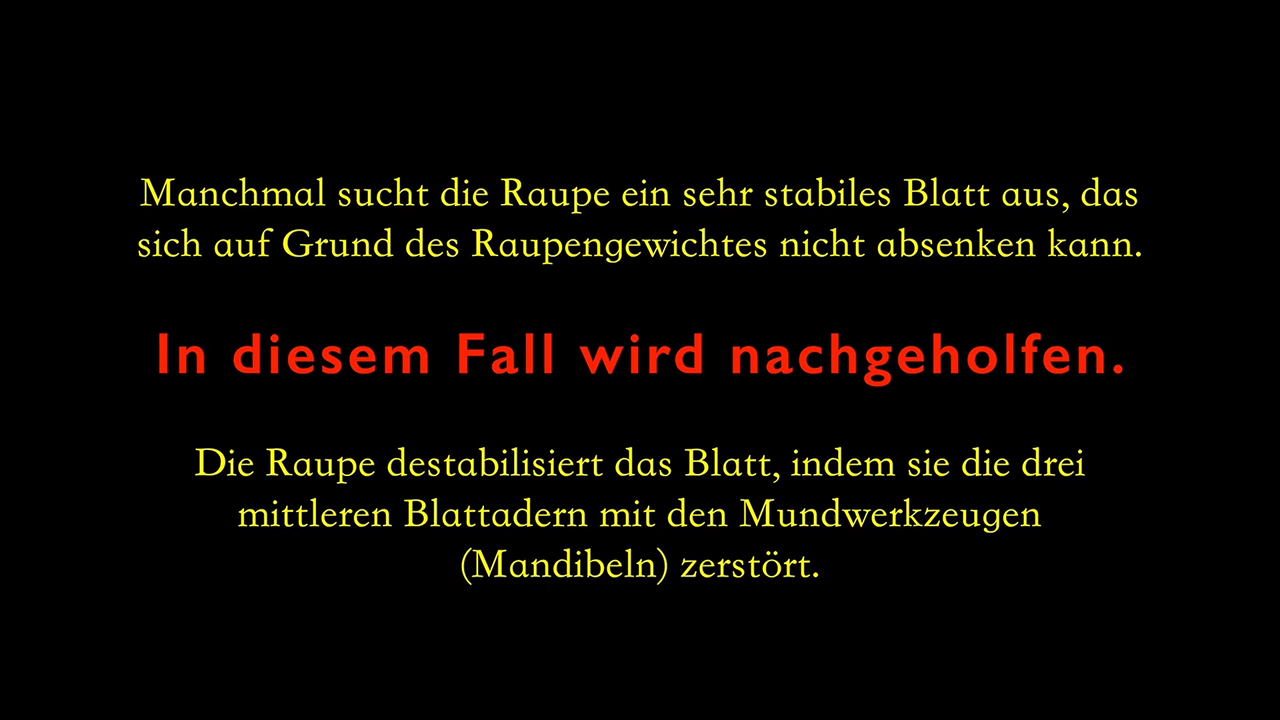 Manchmal sucht die Raupe ein sehr stabiles Blatt aus, das
sich auf Grund des Raupengewichtes nicht absenken kann.
In diesem Fall wird nachgeholfen.
Die Raupe destabilisiert das Blatt, indem sie die drei
mittleren Blattadern mit den Mundwerkzeugen
(Mandibeln) zerstört.